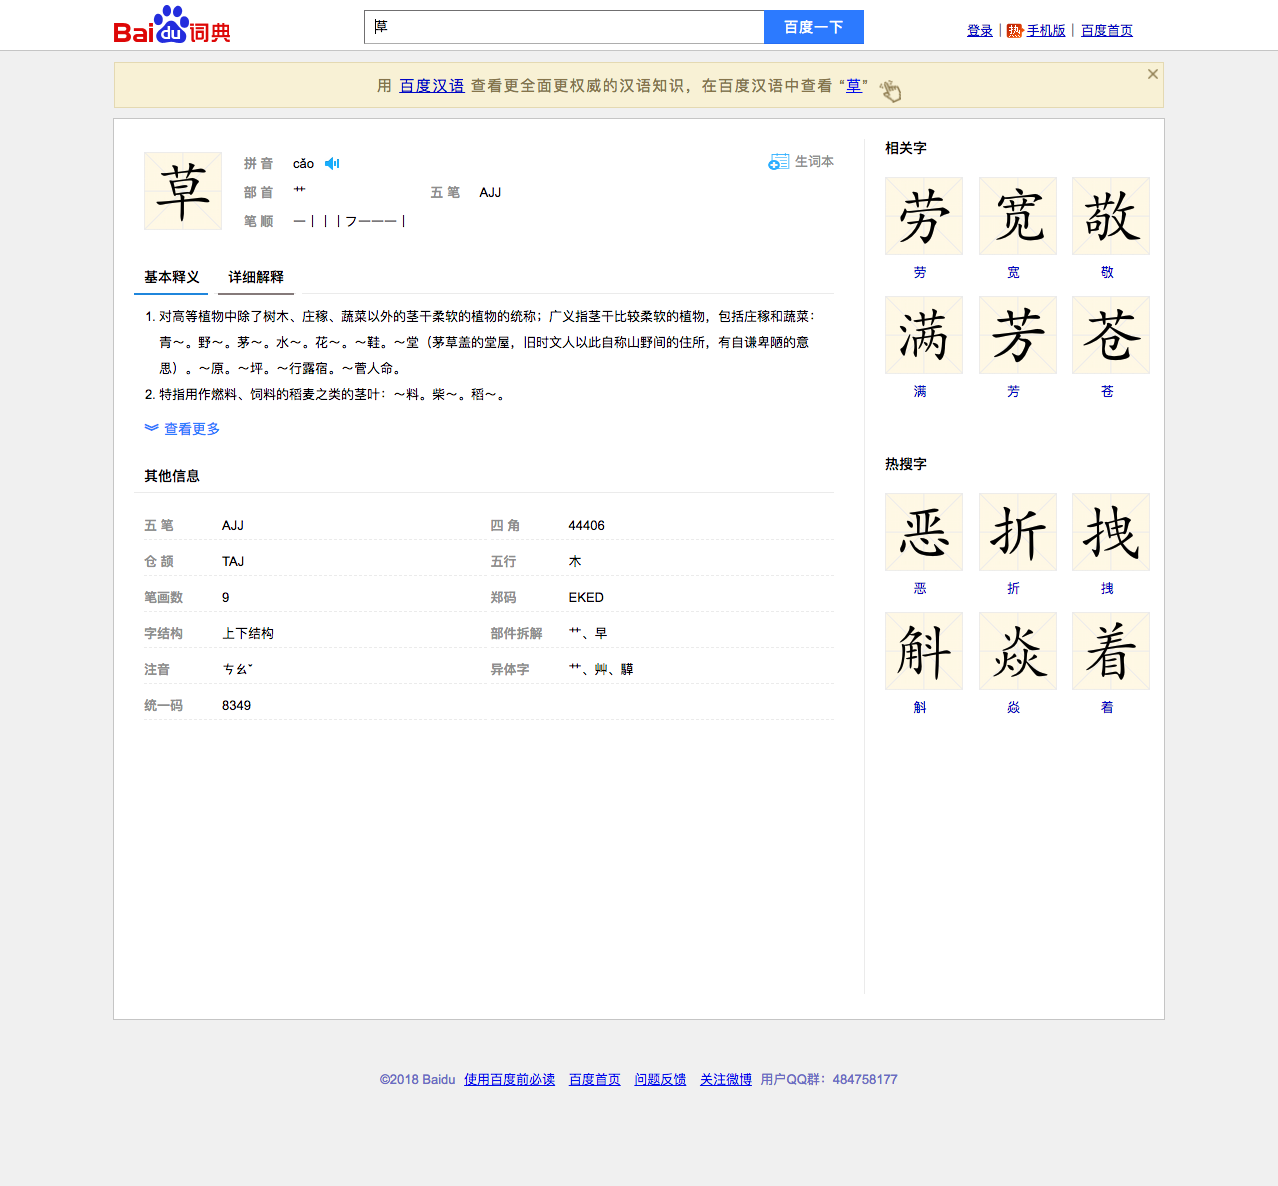 Baidu词典
草
百度一下
登录 | 热 手机版 | 百度首页
用 百度汉语 查看更全面更权威的汉语知识，在百度汉语中查看 “草”
草
拼 音 cǎo
生词本
部 首 艹 五 笔 AJJ
笔 顺 一丨丨丨フ一一一丨
基本释义 详细解释
1. 对高等植物中除了树木、庄稼、蔬菜以外的茎干柔软的植物的统称；广义指茎干比较柔软的植物，包括庄稼和蔬菜：
青～。野～。茅～。水～。花～。～鞋。～堂（茅草盖的堂屋，旧时文人以此自称山野间的住所，有自谦卑陋的意
思）。～原。～坪。～行露宿。～菅人命。
2. 特指用作燃料、饲料的稻麦之类的茎叶：～料。柴～。稻～。
查看更多
其他信息
五 笔 AJJ 四 角 44406
仓 颉 TAJ 五行 木
笔画数 9 郑码 EKED
字结构 上下结构 部件拆解 艹、早
注音 ㄘㄠˇ 异体字 艹、艸、騲
统一码 8349
相关字
劳 宽 敬
劳 宽 敬
满 芳 苍
满 芳 苍
热搜字
恶 折 拽
恶 折 拽
斛 焱 着
斛 焱 着
©2018 Baidu 使用百度前必读 百度首页 问题反馈 关注微博 用户QQ群：484758177